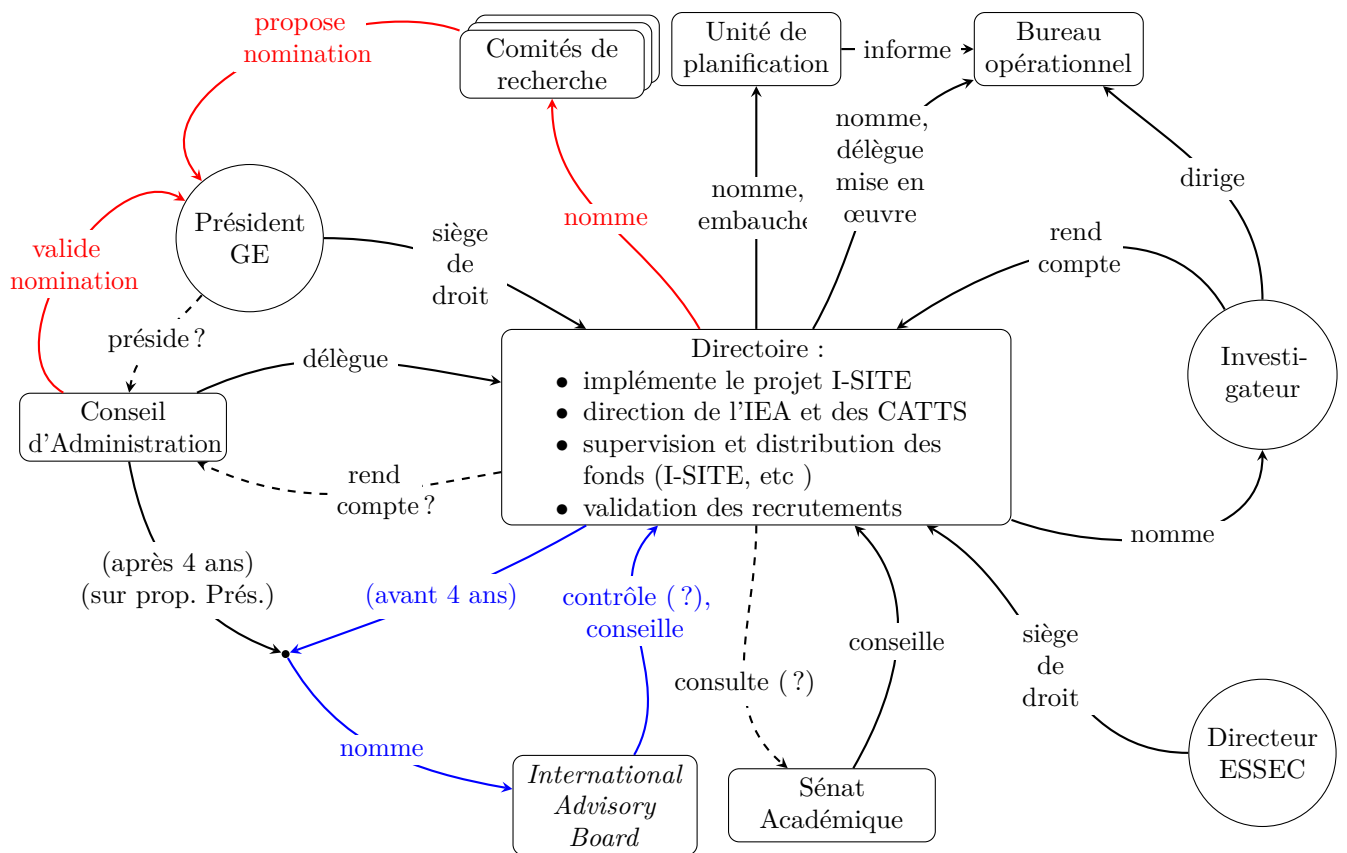 propose
nomination
Comités de
recherche
Unité de
planification
informe
Bureau
opérationnel
nomme,
délègue
mise en
œuvre
nomme,
embauche
nomme
dirige
Président
GE
valide
nomination
siège
de
droit
rend
compte
préside ?
délègue
Directoire :
• implémente le projet I-SITE
• direction de l'IEA et des CATTS
• supervision et distribution des
fonds (I-SITE, etc )
• validation des recrutements
Investi-
gateur
Conseil
d'Administration
rend
compte ?
nomme
(après 4 ans)
(sur prop. Prés.)
(avant 4 ans)
contrôle ( ?),
conseille
conseille
siège
de
droit
consulte ( ?)
nomme
International
Advisory
Board
Sénat
Académique
Directeur
ESSEC